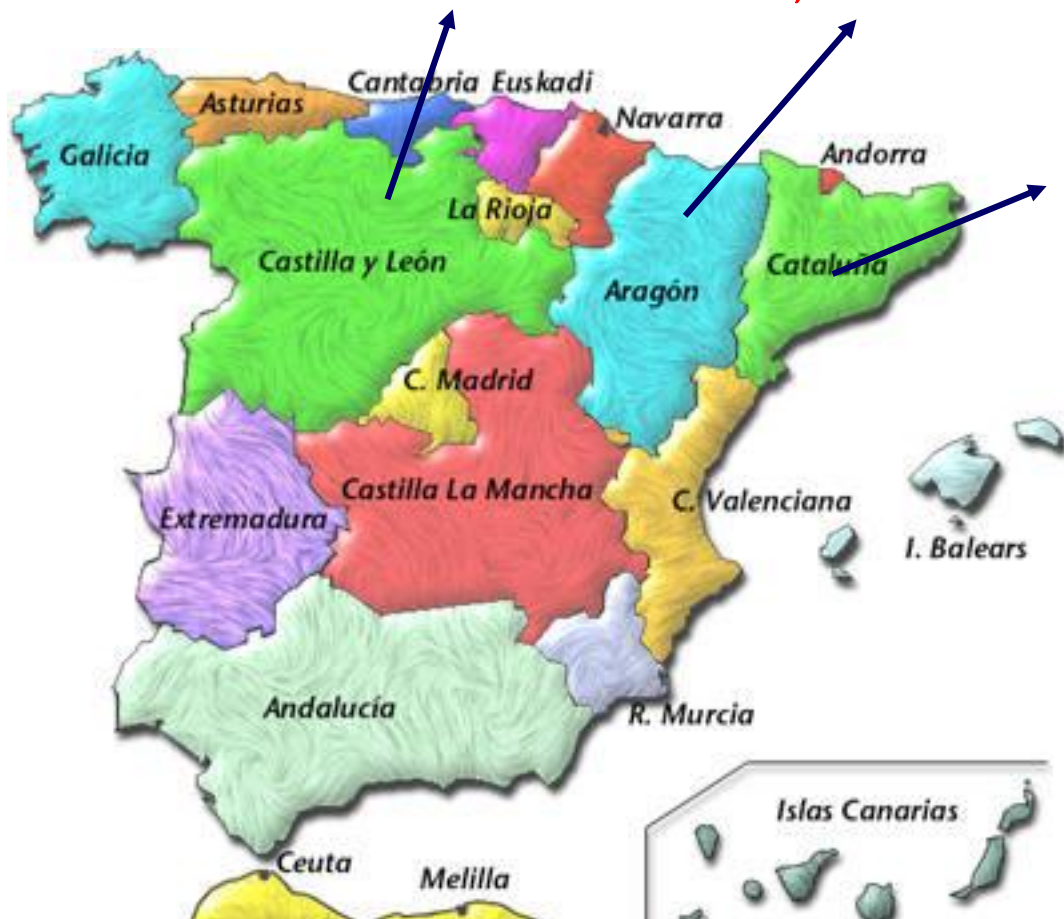 Cantabria Euskadi
Asturias
Navarra
Galicia
Andorra
La Rioja
Castilla y León
Cataluña
Aragón
C. Madrid
Castilla La Mancha
C. Valenciana
Extremadura
I. Balears
Andalucía
R. Murcia
Islas Canarias
Ceuta
Melilla